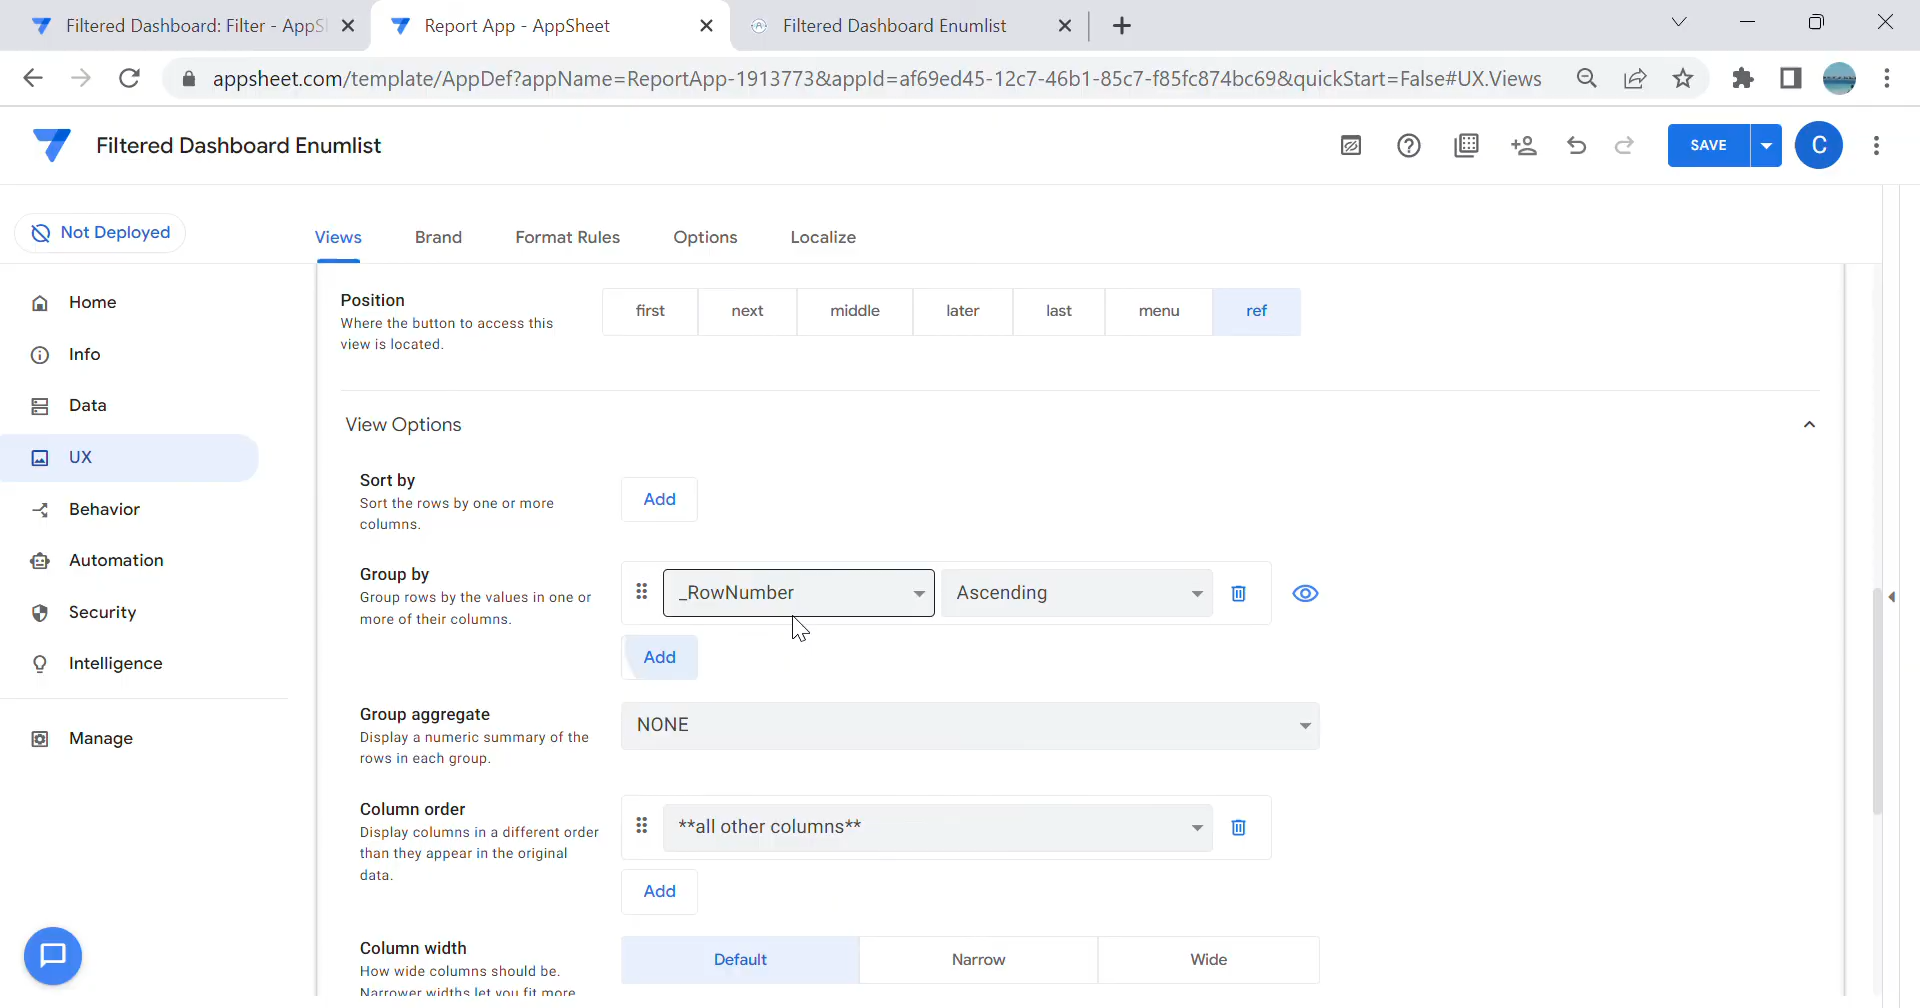 Filtered Dashboard: Filter - AppS
Report App - AppSheet
Filtered Dashboard Enumlist
appsheet.com/template/AppDef?appName=ReportApp-1913773&appId=af69ed45-12c7-46b1-85c7-f85fc874bc69&quickStart=False#UX.Views
Filtered Dashboard Enumlist
SAVE
C
Not Deployed
Views Brand Format Rules Options Localize
Home
Info
Data
UX
Behavior
Automation
Security
Intelligence
Manage
Position
Where the button to access this
view is located.
first next middle later last menu ref
View Options
Sort by
Sort the rows by one or more
columns.
Add
Group by
Group rows by the values in one or
more of their columns.
_RowNumber Ascending
Add
Group aggregate
Display a numeric summary of the
rows in each group.
NONE
Column order
Display columns in a different order
than they appear in the original
data.
**all other columns**
Add
Column width
How wide columns should be.
Narrower widths let you fit more
Default Narrow Wide